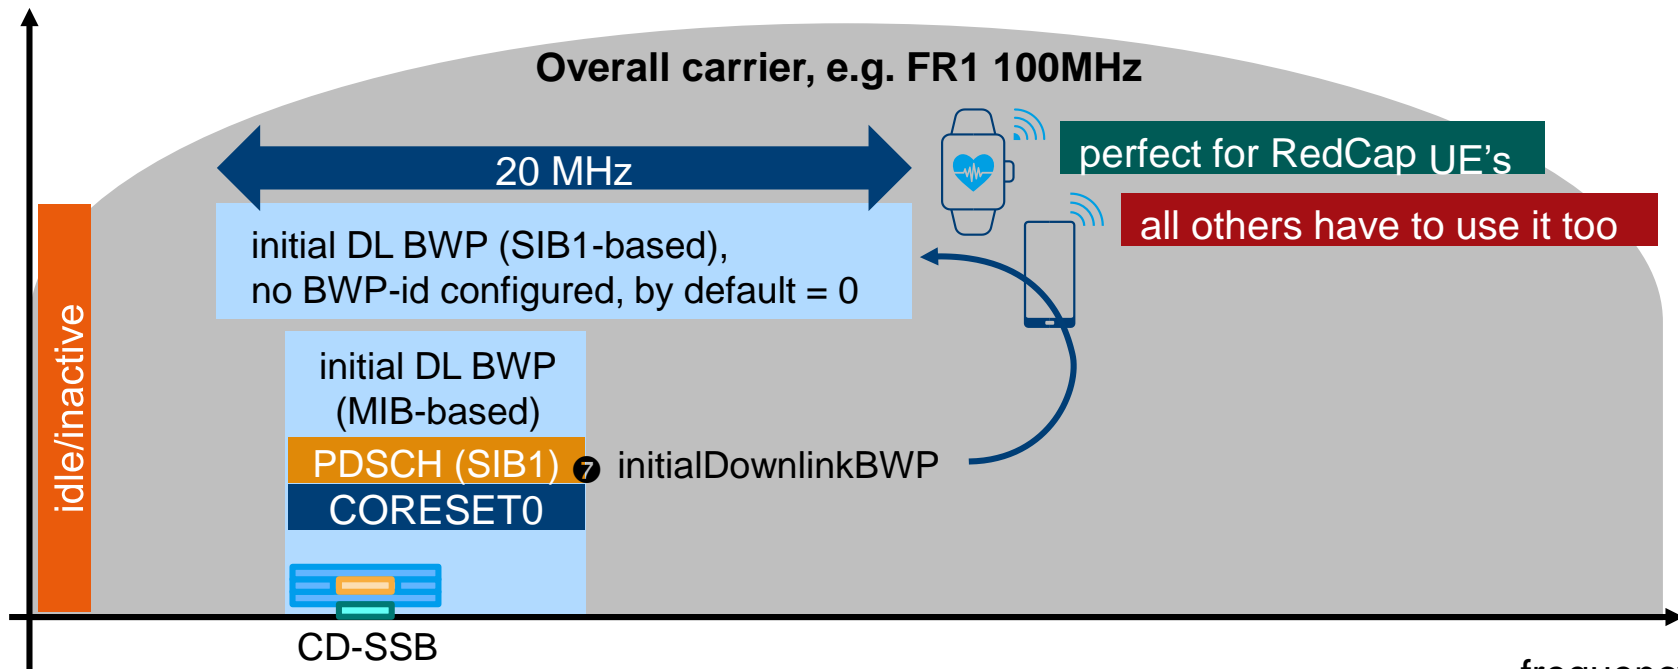 Overall carrier, e.g. FR1 100MHz
20 MHz
perfect for RedCap UE's
all others have to use it too
initial DL BWP (SIB1-based),
no BWP-id configured, by default = 0
idle/inactive
initial DL BWP
(MIB-based)
PDSCH (SIB1) ❼ initialDownlinkBWP
CORESET0
CD-SSB